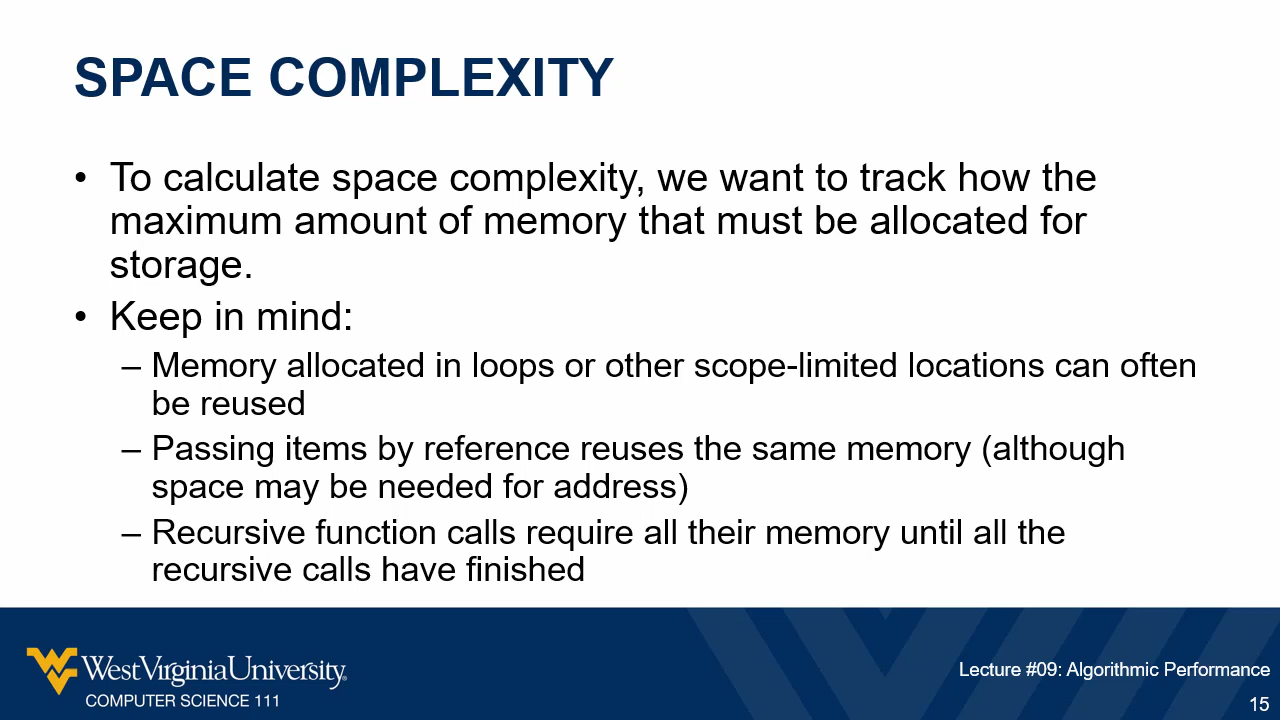 SPACE COMPLEXITY
• To calculate space complexity, we want to track how the
maximum amount of memory that must be allocated for
storage.
• Keep in mind:
– Memory allocated in loops or other scope-limited locations can often
be reused
– Passing items by reference reuses the same memory (although
space may be needed for address)
– Recursive function calls require all their memory until all the
recursive calls have finished
WestVirginiaUniversity.
COMPUTER SCIENCE 111
Lecture #09: Algorithmic Performance
15